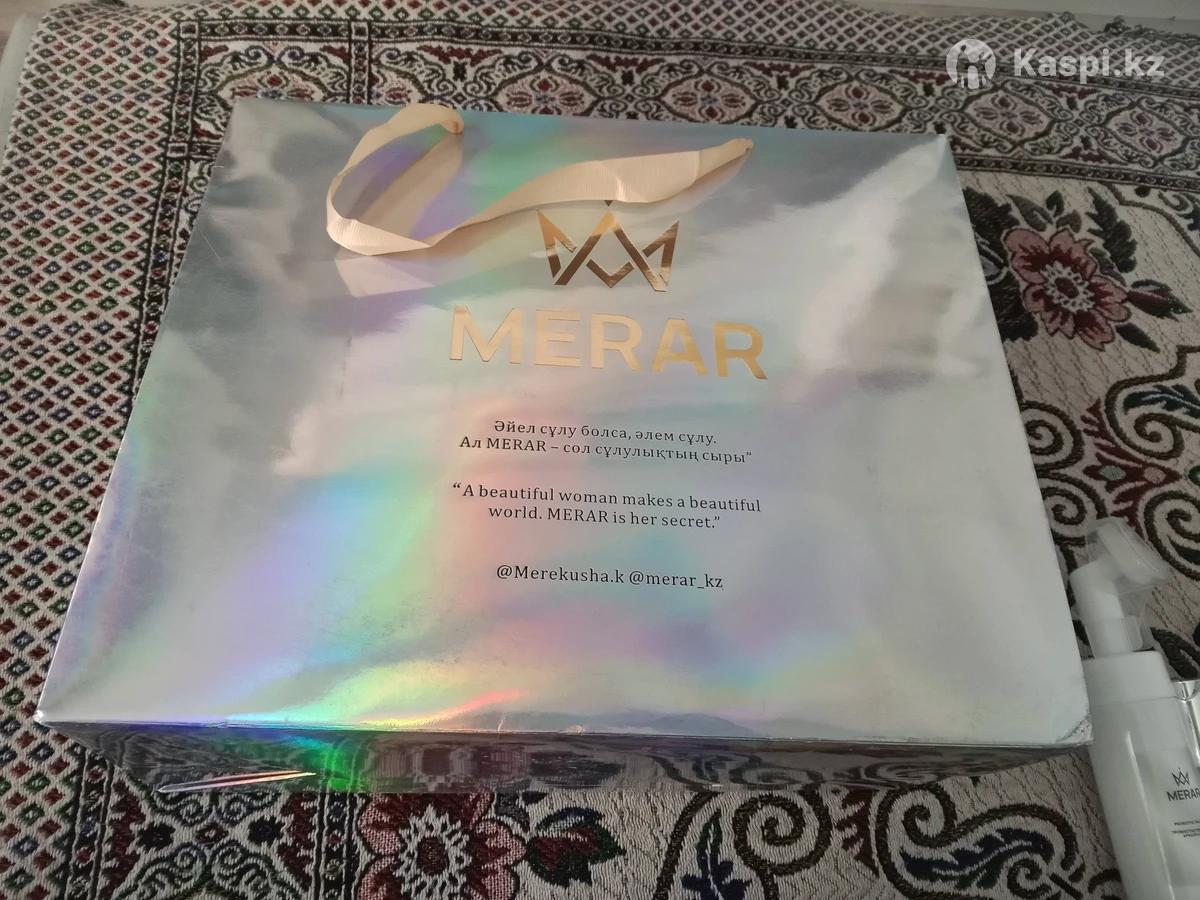 Kaspi.kz
MERAR
Әйел сұлу болса, әлем сұлу.
Ал MERAR – сол сұлулықтың сыры”
“A beautiful woman makes a beautiful
world. MERAR is her secret.”
@Merekusha.k @merar_kz
MERAR